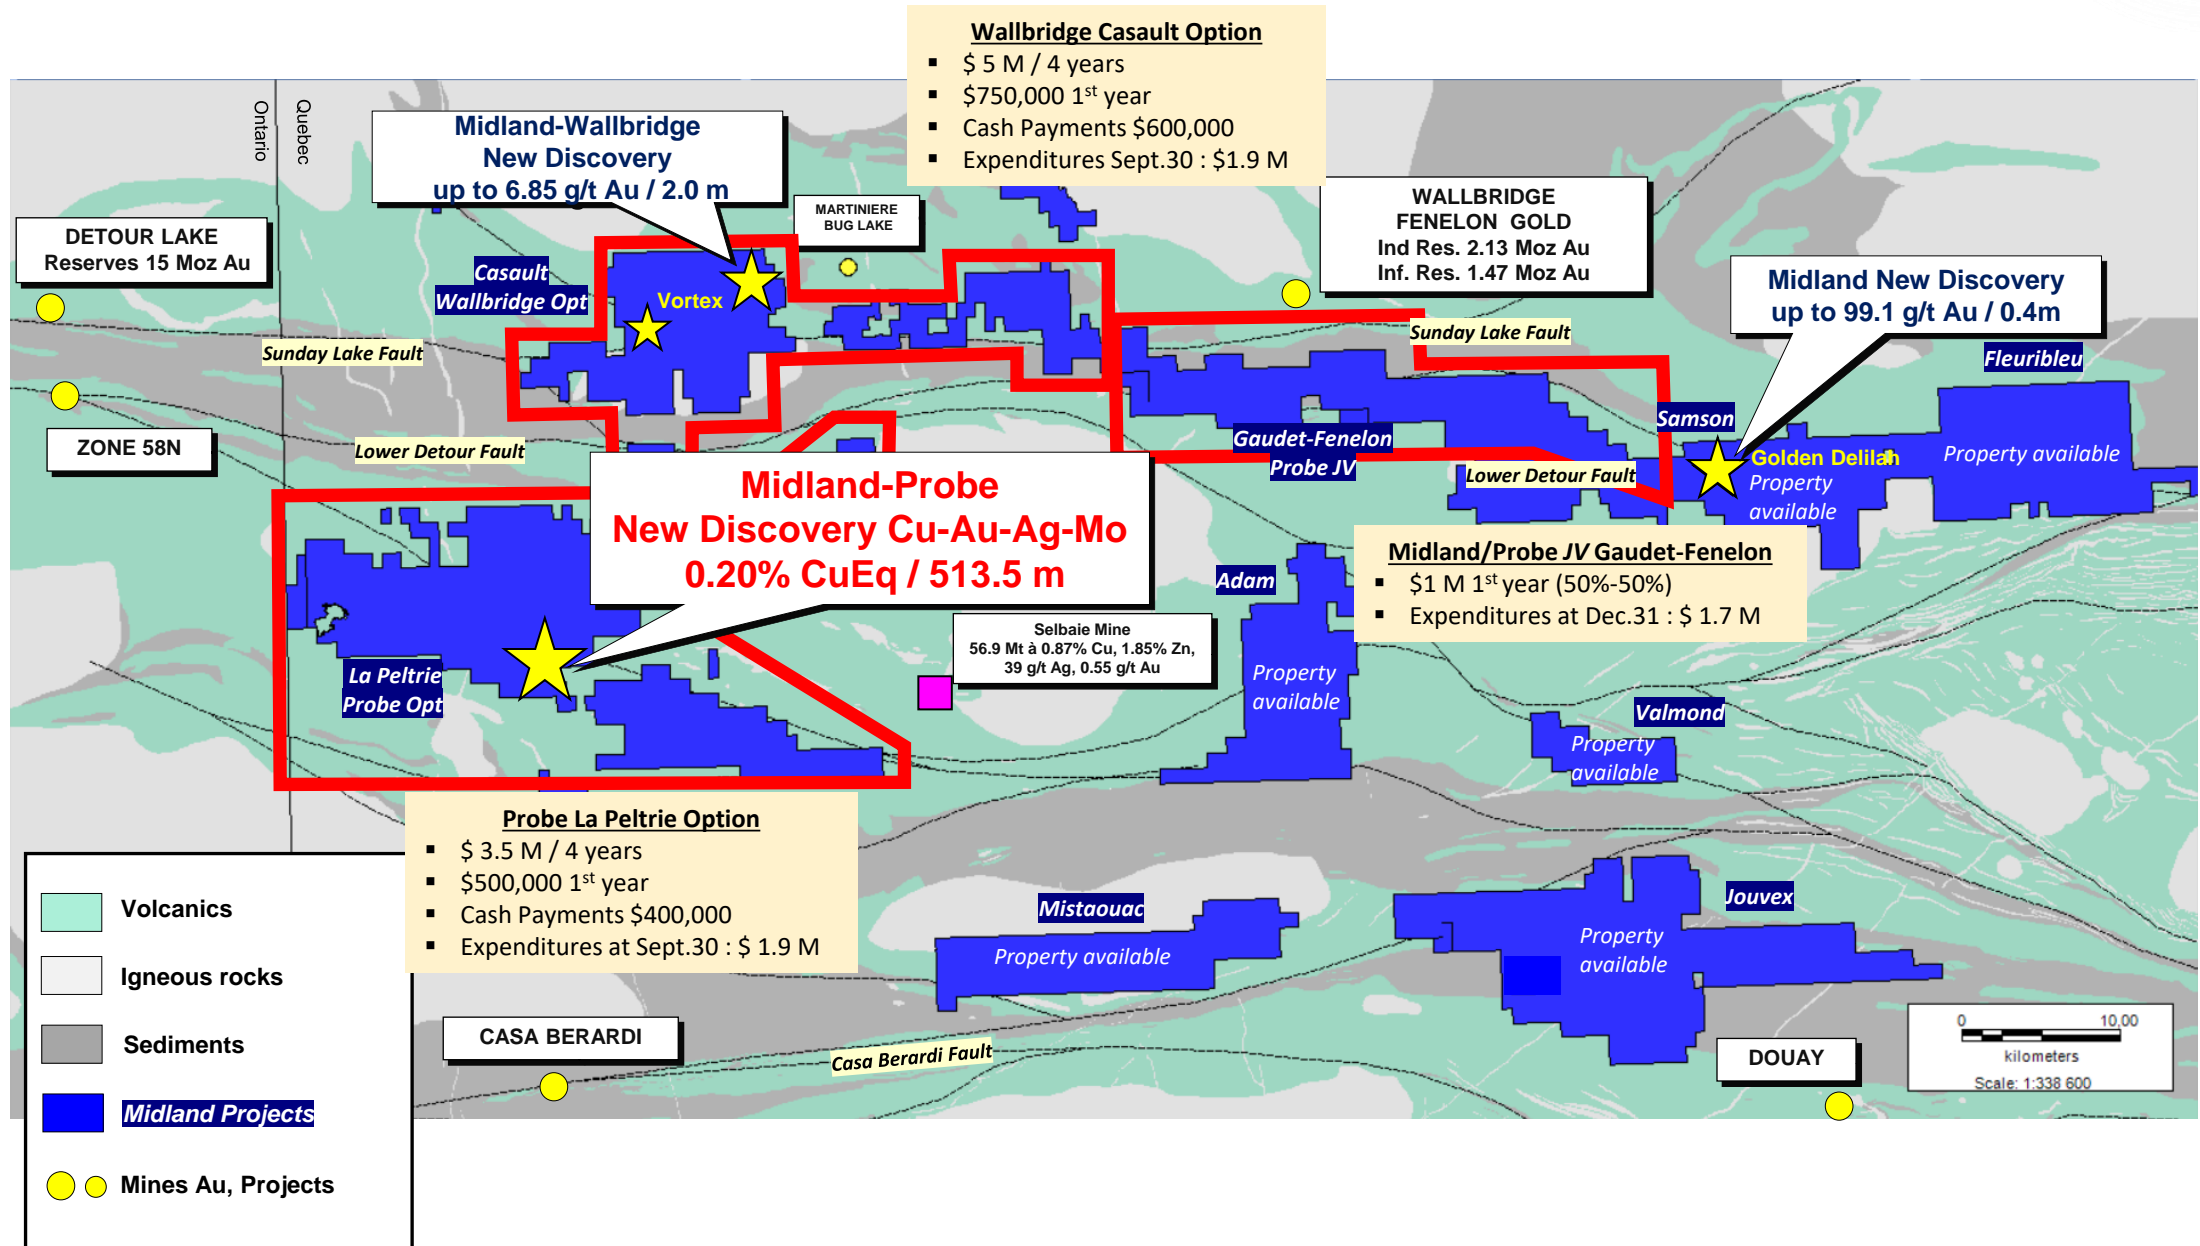 Wallbridge Casault Option
▪ $ 5 M / 4 years
▪ $750,000 1st year
▪ Cash Payments $600,000
▪ Expenditures Sept.30 : $1.9 M
Ontario
Quebec
Midland-Wallbridge
New Discovery
up to 6.85 g/t Au / 2.0 m
MARTINIERE
BUG LAKE
WALLBRIDGE
FENELON GOLD
Ind Res. 2.13 Moz Au
Inf. Res. 1.47 Moz Au
DETOUR LAKE
Reserves 15 Moz Au
Casault
Wallbridge Opt
Vortex
Midland New Discovery
up to 99.1 g/t Au / 0.4m
Sunday Lake Fault
Sunday Lake Fault
Fleuribleu
ZONE 58N
Lower Detour Fault
Samson
Gaudet-Fenelon
Probe JV
Lower Detour Fault
Golden Delilah
Property
available
Property available
Midland-Probe
New Discovery Cu-Au-Ag-Mo
0.20% CuEq / 513.5 m
Midland/Probe JV Gaudet-Fenelon
▪ $1 M 1st year (50%-50%)
▪ Expenditures at Dec.31 : $ 1.7 M
Adam
Property
available
Selbaie Mine
56.9 Mt à 0.87% Cu, 1.85% Zn,
39 g/t Ag, 0.55 g/t Au
La Peltrie
Probe Opt
Valmond
Property
available
Probe La Peltrie Option
▪ $ 3.5 M / 4 years
▪ $500,000 1st year
▪ Cash Payments $400,000
▪ Expenditures at Sept.30 : $ 1.9 M
Mistaouac
Property available
Jouvex
Property
available
Volcanics
Igneous rocks
Sediments
Midland Projects
Mines Au, Projects
CASA BERARDI
Casa Berardi Fault
DOUAY
0 10,00
kilometers
Scale: 1:338 600